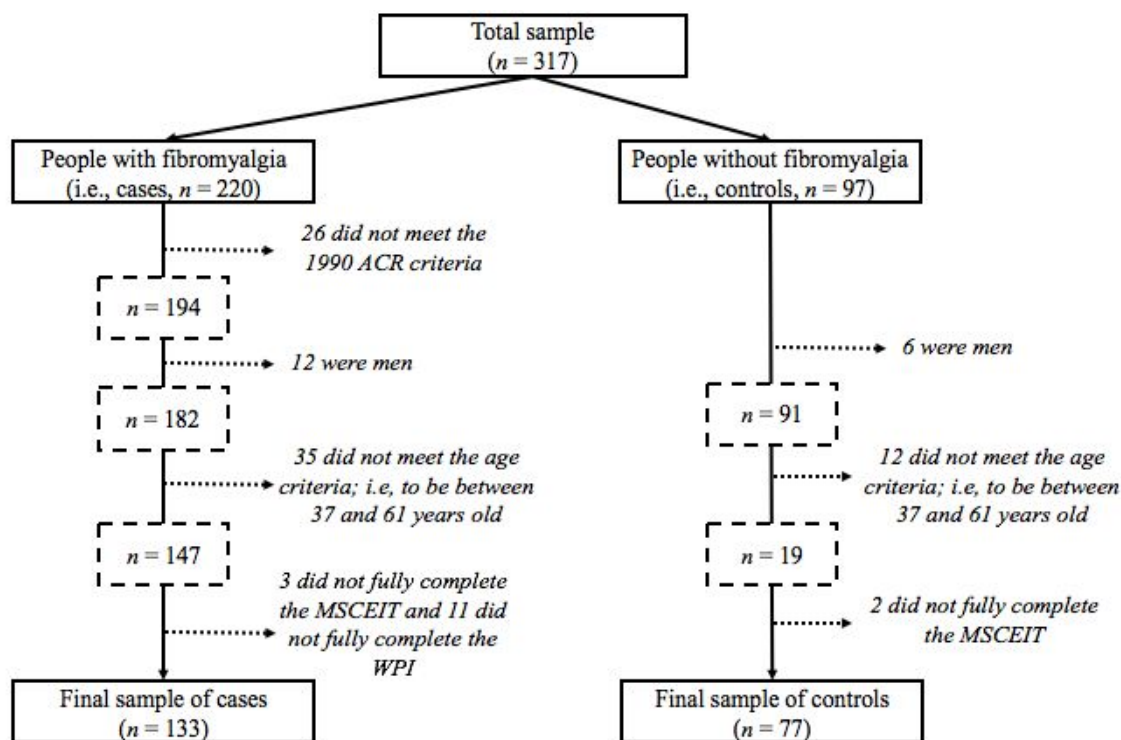 Total sample
(n = 317)
People with fibromyalgia
(i.e., cases, n = 220)
People without fibromyalgia
(i.e., controls, n = 97)
26 did not meet the
1990 ACR criteria
n = 194
12 were men
6 were men
n = 182
n = 91
35 did not meet the age
criteria; i.e, to be between
37 and 61 years old
12 did not meet the age
criteria; i.e, to be between
37 and 61 years old
n = 147
n = 19
3 did not fully complete
the MSCEIT and 11 did
not fully complete the
WPI
2 did not fully complete
the MSCEIT
Final sample of cases
(n = 133)
Final sample of controls
(n = 77)